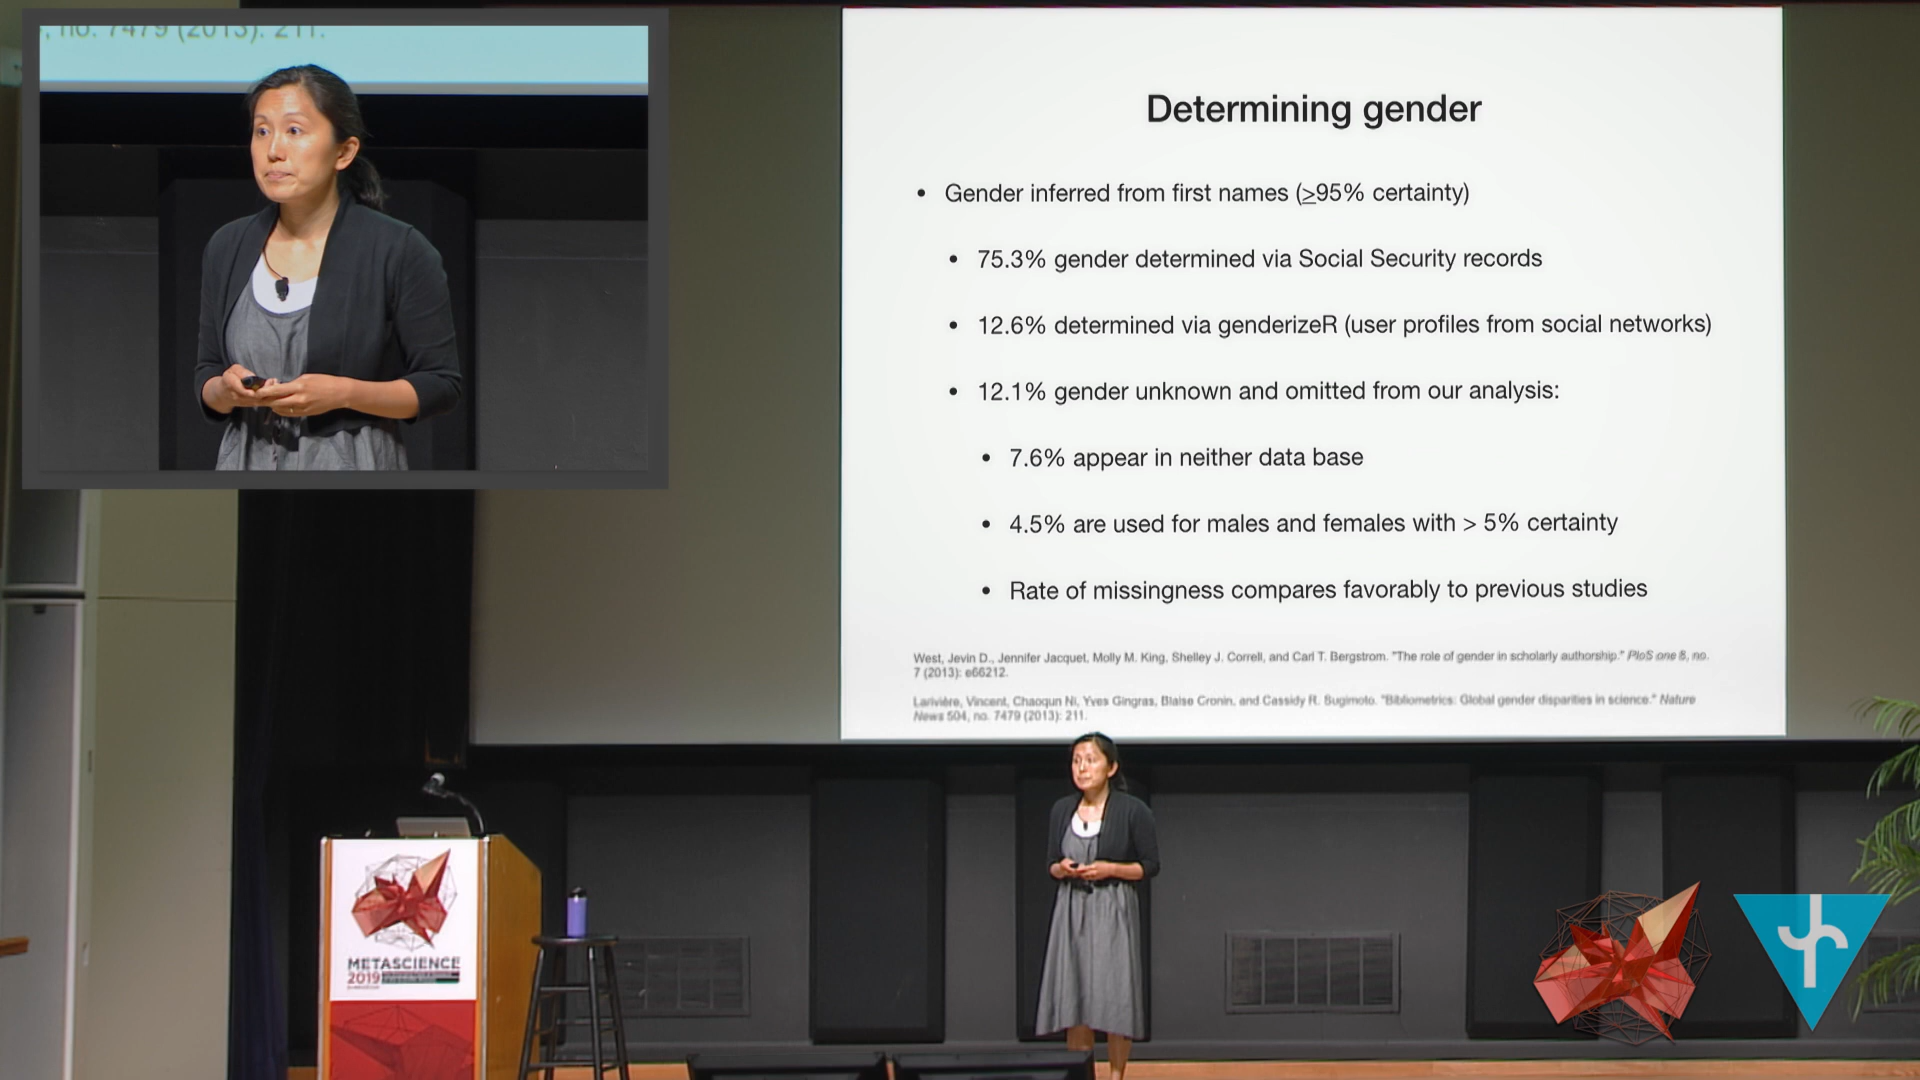 , no. 7479 (2013): 211.
Determining gender
• Gender inferred from first names (≥95% certainty)
• 75.3% gender determined via Social Security records
• 12.6% determined via genderizeR (user profiles from social networks)
• 12.1% gender unknown and omitted from our analysis:
• 7.6% appear in neither data base
• 4.5% are used for males and females with > 5% certainty
• Rate of missingness compares favorably to previous studies
West, Jevin D., Jennifer Jacquet, Molly M. King, Shelley J. Correll, and Carl T. Bergstrom. "The role of gender in scholarly authorship." PloS one 8, no.
7 (2013): e66212.
Larivière, Vincent, Chaoqun Ni, Yves Gingras, Blaise Cronin, and Cassidy R. Sugimoto. "Bibliometrics: Global gender disparities in science." Nature
News 504, no. 7479 (2013): 211.
METASCIENCE
2019